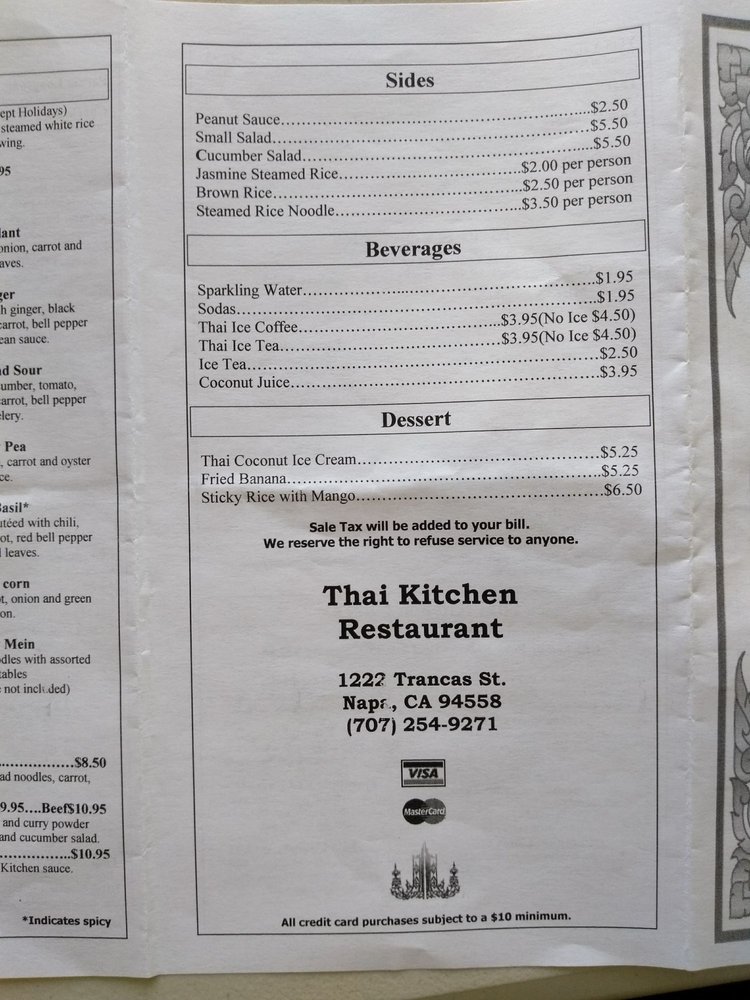 ept Holidays)
steamed white rice
wing.
95
lant
onion, carrot and
aves.
ger
h ginger, black
carrot, bell pepper
ean sauce.
nd Sour
umber, tomato,
carrot, bell pepper
lery.
Pea
, carrot and oyster
ce.
Basil*
utéed with chili,
ot, red bell pepper
l leaves.
corn
t, onion and green
on.
Mein
dles with assorted
tables
not included)
................$8.50
ad noodles, carrot,
9.95....Beef$10.95
and curry powder
and cucumber salad.
................$10.95
Kitchen sauce.
*Indicates spicy
Sides
Peanut Sauce................$2.50
Small Salad................$5.50
Cucumber Salad................$5.50
Jasmine Steamed Rice................$2.00 per person
Brown Rice................$2.50 per person
Steamed Rice Noodle................$3.50 per person
Beverages
Sparkling Water................$1.95
Sodas................$1.95
Thai Ice Coffee................$3.95(No Ice $4.50)
Thai Ice Tea................$3.95(No Ice $4.50)
Ice Tea................$2.50
Coconut Juice................$3.95
Dessert
Thai Coconut Ice Cream................$5.25
Fried Banana................$5.25
Sticky Rice with Mango................$6.50
Sale Tax will be added to your bill.
We reserve the right to refuse service to anyone.
Thai Kitchen
Restaurant
1222 Trancas St.
Napa, CA 94558
(707) 254-9271
VISA
MasterCard
All credit card purchases subject to a $10 minimum.